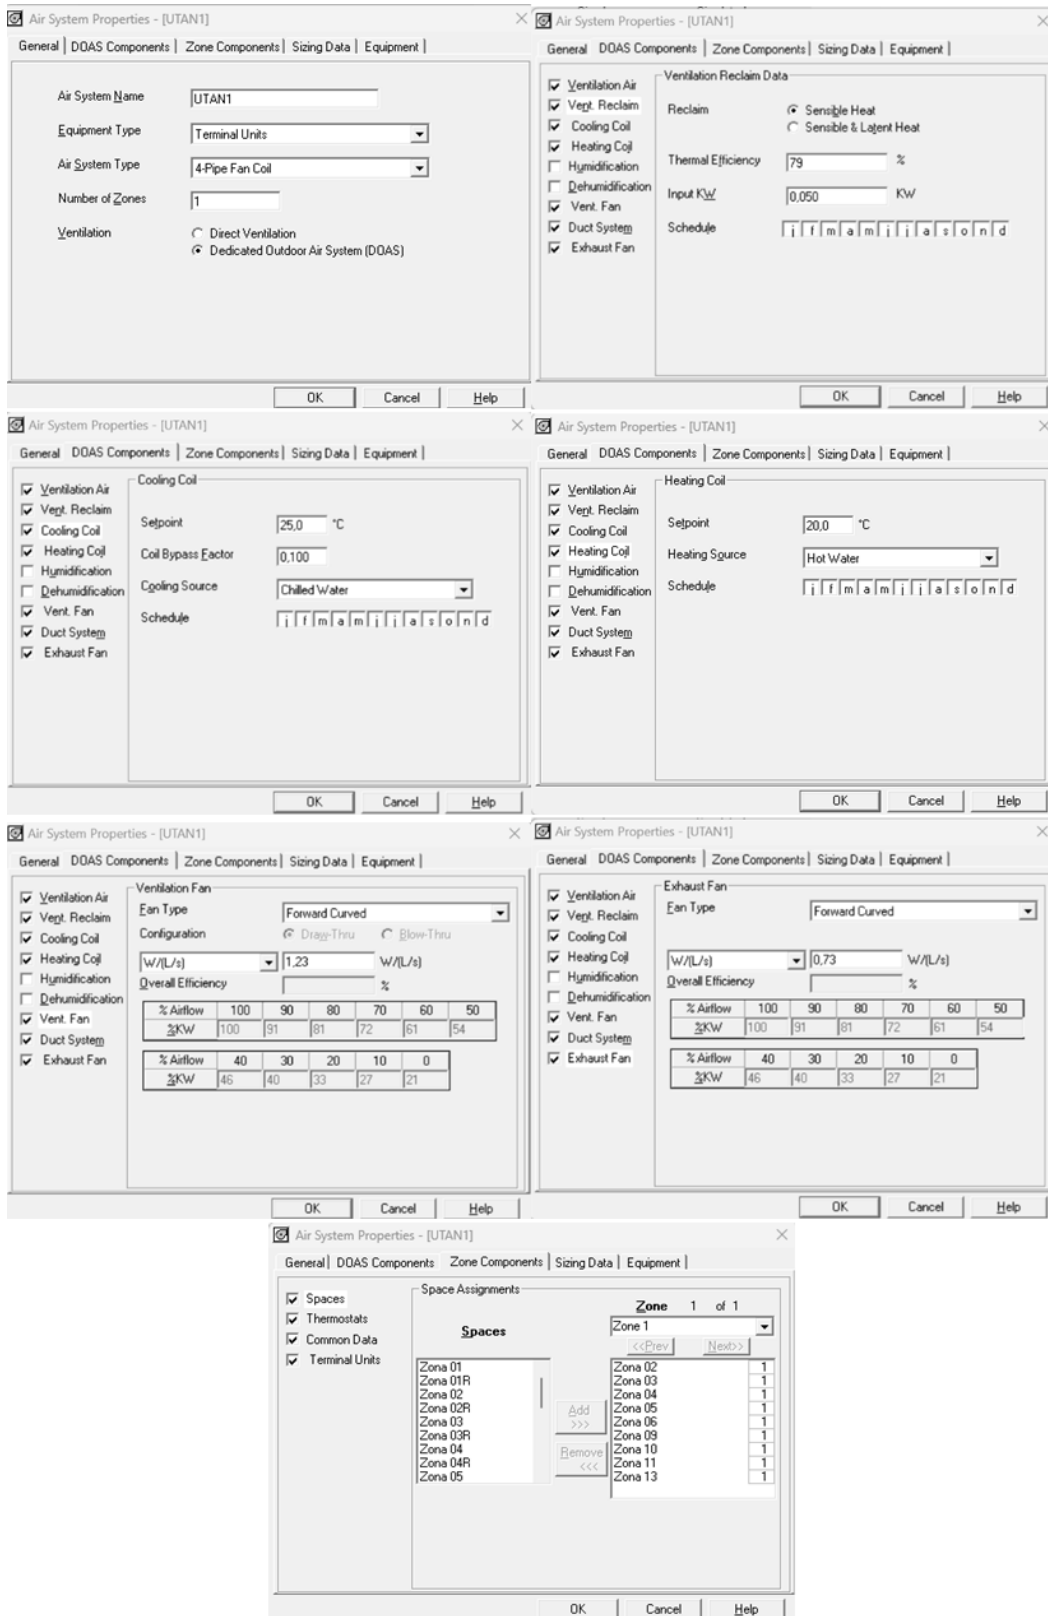 Air System Properties - [UTAN1]
General DOAS Components Zone Components Sizing Data Equipment
Air System Name UTAN1
Equipment Type Terminal Units
Air System Type 4-Pipe Fan Coil
Number of Zones 1
Ventilation Direct Ventilation
Dedicated Outdoor Air System (DOAS)
OK Cancel Help
Air System Properties - [UTAN1]
General DOAS Components Zone Components Sizing Data Equipment
Ventilation Air
Vent. Reclaim
Cooling Coil
Heating Coil
Humidification
Dehumidification
Vent. Fan
Duct System
Exhaust Fan
Ventilation Reclaim Data
Reclaim Sensible Heat
Sensible & Latent Heat
Thermal Efficiency 79 %
Input KW 0,050 KW
Schedule j f m a m j j a s o n d
OK Cancel Help
Air System Properties - [UTAN1]
General DOAS Components Zone Components Sizing Data Equipment
Ventilation Air
Vent. Reclaim
Cooling Coil
Heating Coil
Humidification
Dehumidification
Vent. Fan
Duct System
Exhaust Fan
Cooling Coil
Setpoint 25,0 °C
Coil Bypass Factor 0,100
Cooling Source Chilled Water
Schedule j f m a m j j a s o n d
OK Cancel Help
Air System Properties - [UTAN1]
General DOAS Components Zone Components Sizing Data Equipment
Ventilation Air
Vent. Reclaim
Cooling Coil
Heating Coil
Humidification
Dehumidification
Vent. Fan
Duct System
Exhaust Fan
Heating Coil
Setpoint 20,0 °C
Heating Source Hot Water
Schedule j f m a m j j a s o n d
OK Cancel Help
Air System Properties - [UTAN1]
General DOAS Components Zone Components Sizing Data Equipment
Ventilation Air
Vent. Reclaim
Cooling Coil
Heating Coil
Humidification
Dehumidification
Vent. Fan
Duct System
Exhaust Fan
Ventilation Fan
Fan Type Forward Curved
Configuration Draw-Thru Blow-Thru
W/(L/s) 1,23 W/(L/s)
Overall Efficiency %
% Airflow 100 90 80 70 60 50
%KW 100 91 81 72 61 54
% Airflow 40 30 20 10 0
%KW 46 40 33 27 21
OK Cancel Help
Air System Properties - [UTAN1]
General DOAS Components Zone Components Sizing Data Equipment
Ventilation Air
Vent. Reclaim
Cooling Coil
Heating Coil
Humidification
Dehumidification
Vent. Fan
Duct System
Exhaust Fan
Exhaust Fan
Fan Type Forward Curved
W/(L/s) 0,73 W/(L/s)
Overall Efficiency %
% Airflow 100 90 80 70 60 50
%KW 100 91 81 72 61 54
% Airflow 40 30 20 10 0
%KW 46 40 33 27 21
OK Cancel Help
Air System Properties - [UTAN1]
General DOAS Components Zone Components Sizing Data Equipment
Spaces
Thermostats
Common Data
Terminal Units
Space Assignments
Spaces
Zona 01
Zona 01R
Zona 02
Zona 02R
Zona 03
Zona 03R
Zona 04
Zona 04R
Zona 05
Add
>>>
Remove
<<<
Zone 1 of 1
Zone 1
<<Prev Next>>
Zona 02 1
Zona 03 1
Zona 04 1
Zona 05 1
Zona 06 1
Zona 09 1
Zona 10 1
Zona 11 1
Zona 13 1
OK Cancel Help